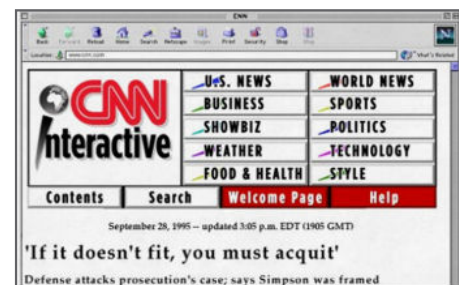 CNN
Back Forward Reload Home Search Netscape Images Print Security Shop Stop
Location: www.cnn.com What's Related
CNN
Interactive
U.S. NEWS WORLD NEWS
BUSINESS SPORTS
SHOWBIZ POLITICS
WEATHER TECHNOLOGY
FOOD & HEALTH STYLE
Contents Search Welcome Page Help
September 28, 1995 -- updated 3:05 p.m. EDT (1905 GMT)
'If it doesn't fit, you must acquit'
Defense attacks prosecution's case; says Simpson was framed